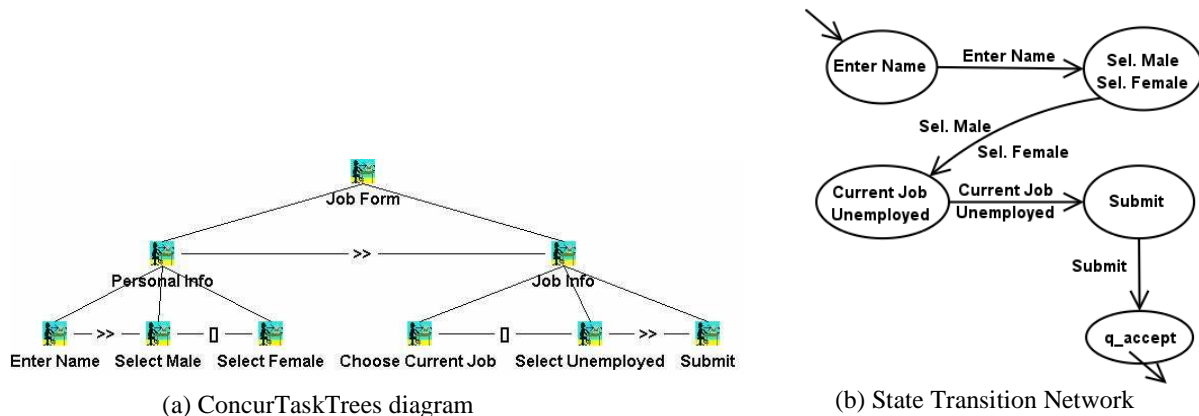 Job Form
>>
Personal Info
Job Info
>> [] [] >>
Enter Name Select Male Select Female Choose Current Job Select Unemployed Submit
(a) ConcurTaskTrees diagram
Enter Name
Enter Name
Sel. Male
Sel. Female
Sel. Male
Sel. Female
Current Job
Unemployed
Current Job
Unemployed
Submit
Submit
q_accept
(b) State Transition Network